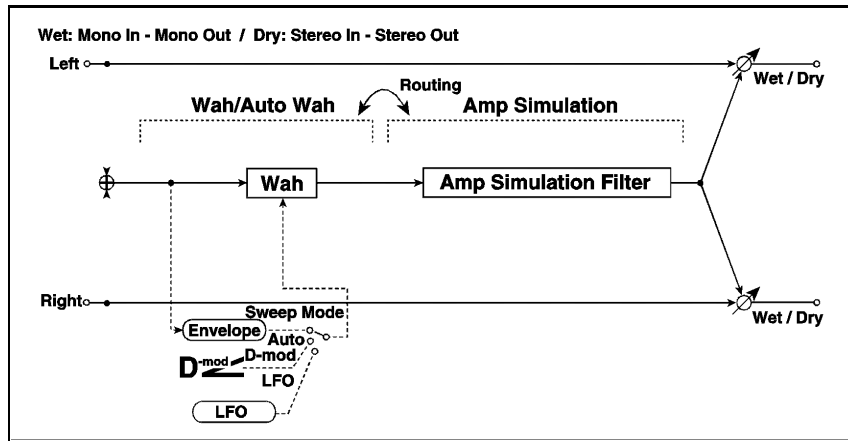 Wet: Mono In - Mono Out / Dry: Stereo In - Stereo Out
Left
Wet / Dry
Routing
Wah/Auto Wah
Amp Simulation
Wah
Amp Simulation Filter
Right
Wet / Dry
Sweep Mode
Envelope
Auto
D-mod
D-mod
LFO
LFO